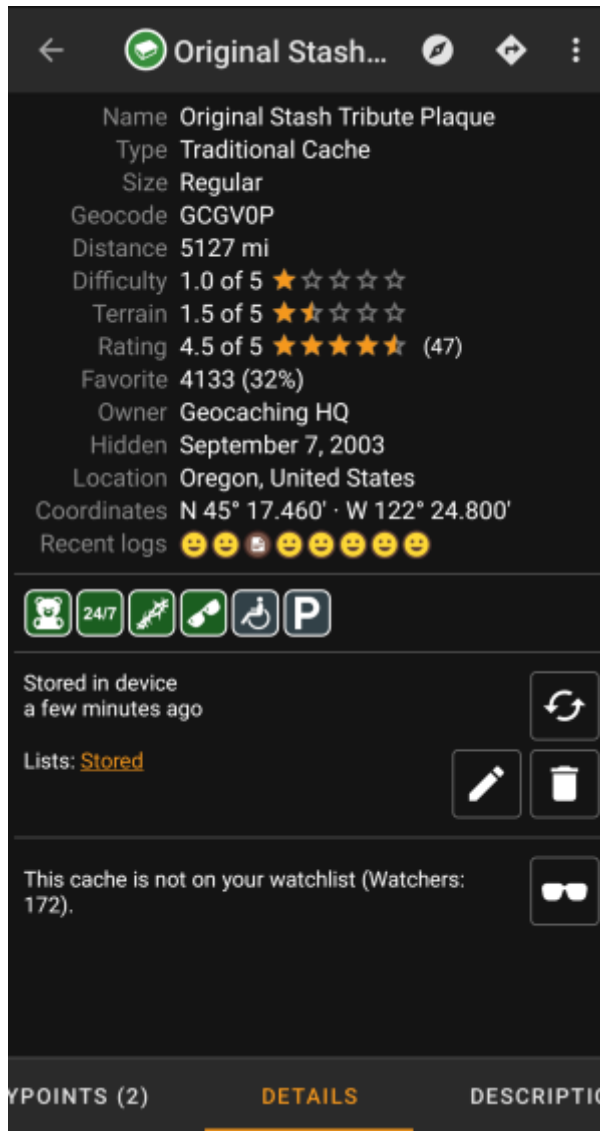 Original Stash...
Name Original Stash Tribute Plaque
Type Traditional Cache
Size Regular
Geocode GCGV0P
Distance 5127 mi
Difficulty 1.0 of 5
Terrain 1.5 of 5
Rating 4.5 of 5 (47)
Favorite 4133 (32%)
Owner Geocaching HQ
Hidden September 7, 2003
Location Oregon, United States
Coordinates N 45° 17.460' · W 122° 24.800'
Recent logs
24/7 P
Stored in device
a few minutes ago
Lists: Stored
This cache is not on your watchlist (Watchers:
172).
YPOINTS (2) DETAILS DESCRIPTIO